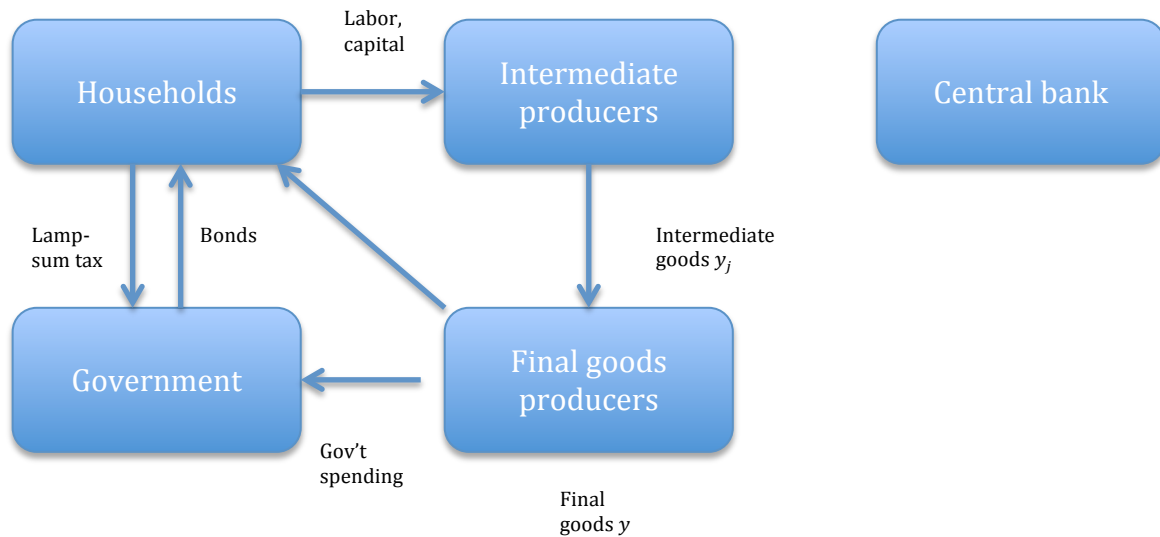 Labor,
capital
Households
Intermediate
producers
Central bank
Lamp-
sum tax
Bonds
Intermediate
goods y_j
Government
Final goods
producers
Gov't
spending
Final
goods y